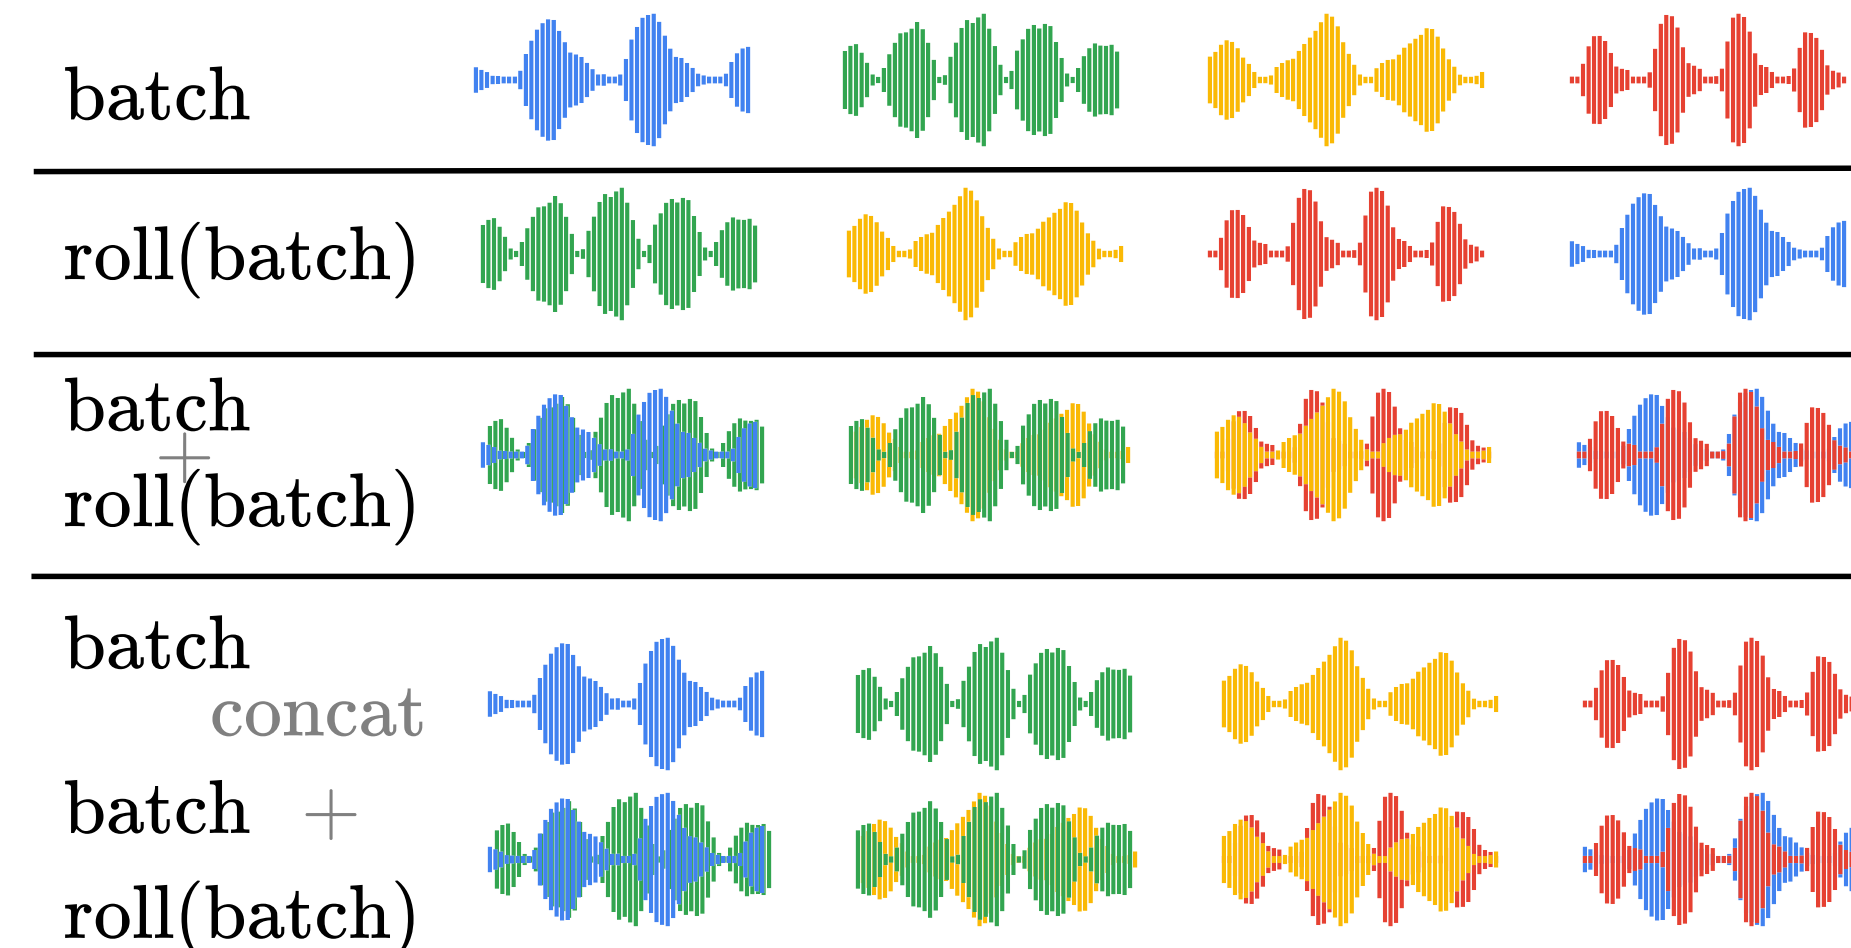 batch
roll(batch)
batch
+
roll(batch)
batch
concat
batch +
roll(batch)